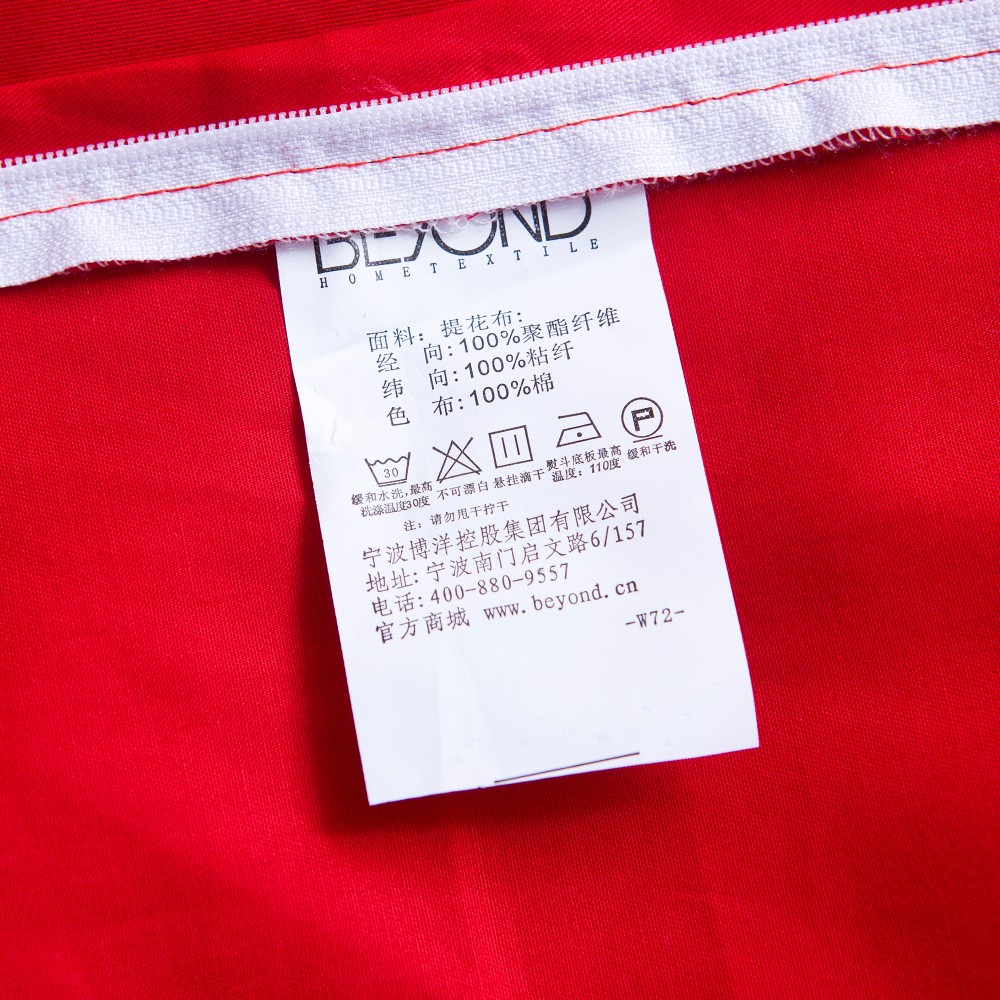 BEYOND
HOMETEXTILE
面料：提花布：
经 向：100%聚酯纤维
纬 向：100%粘纤
色 布：100%棉
30
P
缓和水洗,最高洗涤温度30度
不可漂白
悬挂滴干
熨斗底板最高温度：110度
缓和干洗
注：请勿甩干拧干
宁波博洋控股集团有限公司
地址：宁波南门启文路6/157
电话：400-880-9557
官方商城 www.beyond.cn
-W72-